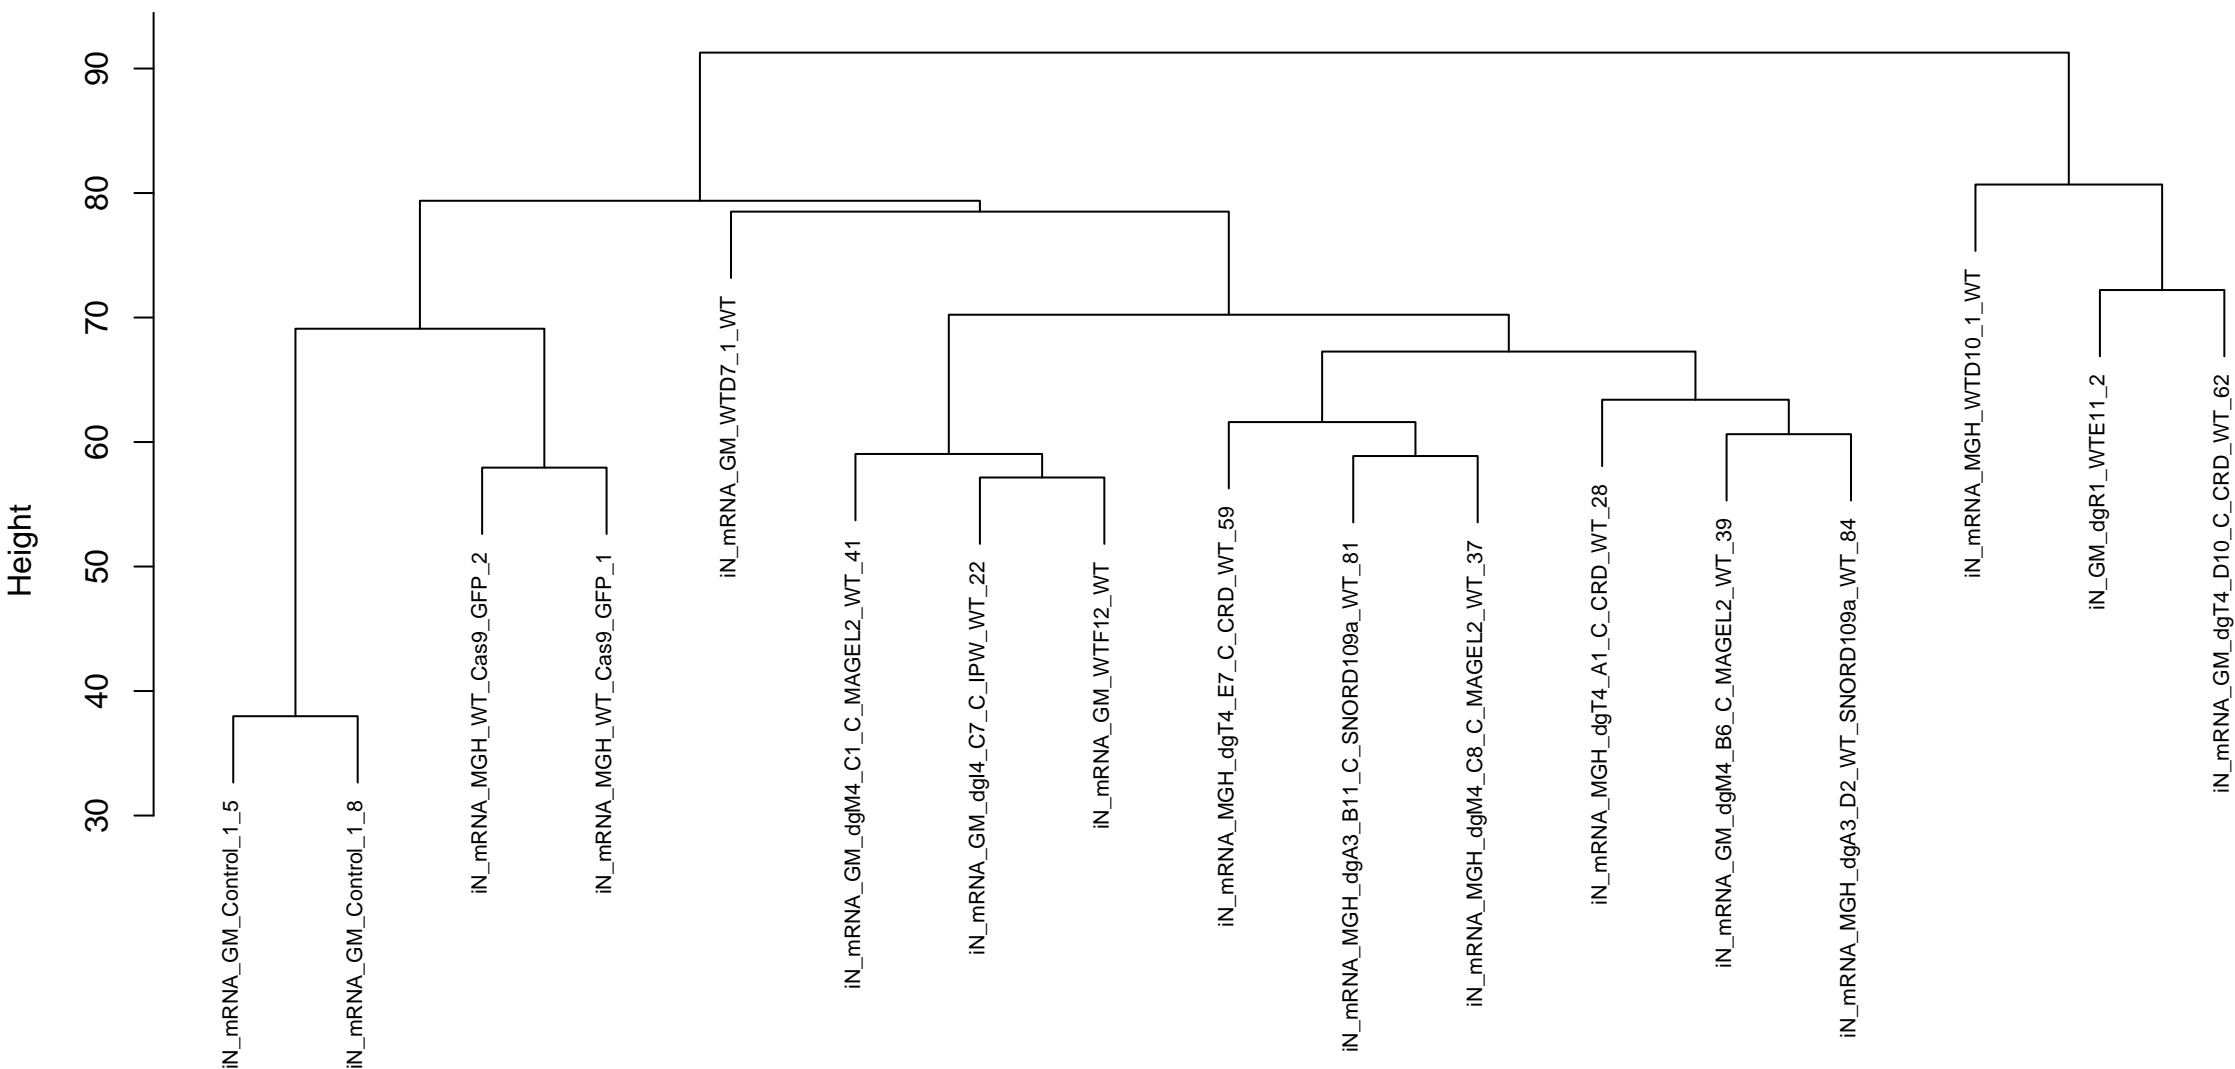 Height
90
80
70
60
50
40
30
iN_mRNA_GM_Control_1_5
iN_mRNA_GM_Control_1_8
iN_mRNA_MGH_WT_Cas9_GFP_2
iN_mRNA_MGH_WT_Cas9_GFP_1
iN_mRNA_GM_WTD7_1_WT
iN_mRNA_GM_dgM4_C1_C_MAGEL2_WT_41
iN_mRNA_GM_dgI4_C7_C_IPW_WT_22
iN_mRNA_GM_WTF12_WT
iN_mRNA_MGH_dgT4_E7_C_CRD_WT_59
iN_mRNA_MGH_dgA3_B11_C_SNORD109a_WT_81
iN_mRNA_MGH_dgM4_C8_C_MAGEL2_WT_37
iN_mRNA_MGH_dgT4_A1_C_CRD_WT_28
iN_mRNA_GM_dgM4_B6_C_MAGEL2_WT_39
iN_mRNA_MGH_dgA3_D2_WT_SNORD109a_WT_84
iN_mRNA_MGH_WTD10_1_WT
iN_GM_dgR1_WTE11_2
iN_mRNA_GM_dgT4_D10_C_CRD_WT_62